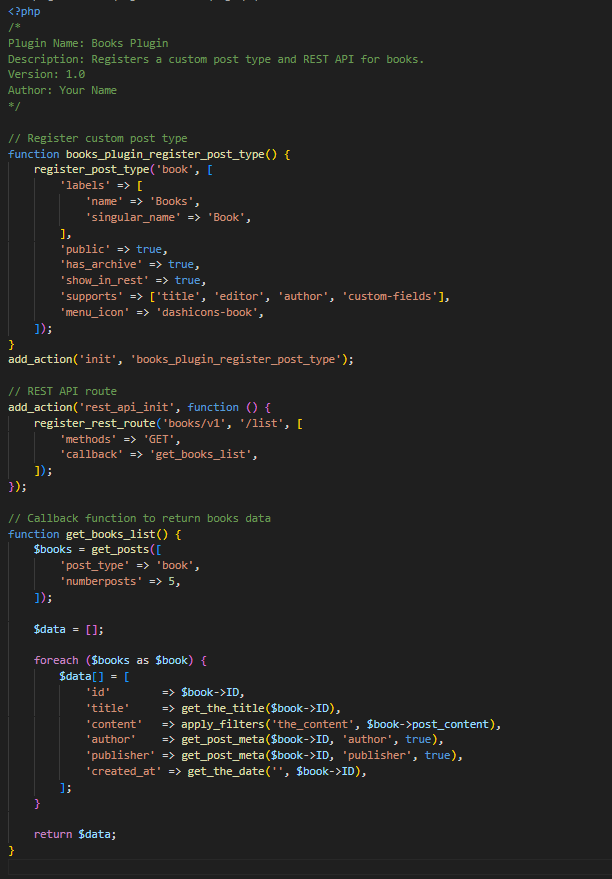 <?php
/*
Plugin Name: Books Plugin
Description: Registers a custom post type and REST API for books.
Version: 1.0
Author: Your Name
*/

// Register custom post type
function books_plugin_register_post_type() {
    register_post_type('book', [
        'labels' => [
            'name' => 'Books',
            'singular_name' => 'Book',
        ],
        'public' => true,
        'has_archive' => true,
        'show_in_rest' => true,
        'supports' => ['title', 'editor', 'author', 'custom-fields'],
        'menu_icon' => 'dashicons-book',
    ]);
}
add_action('init', 'books_plugin_register_post_type');

// REST API route
add_action('rest_api_init', function () {
    register_rest_route('books/v1', '/list', [
        'methods' => 'GET',
        'callback' => 'get_books_list',
    ]);
});

// Callback function to return books data
function get_books_list() {
    $books = get_posts([
        'post_type' => 'book',
        'numberposts' => 5,
    ]);

    $data = [];

    foreach ($books as $book) {
        $data[] = [
            'id'        => $book->ID,
            'title'     => get_the_title($book->ID),
            'content'   => apply_filters('the_content', $book->post_content),
            'author'    => get_post_meta($book->ID, 'author', true),
            'publisher' => get_post_meta($book->ID, 'publisher', true),
            'created_at' => get_the_date('', $book->ID),
        ];
    }

    return $data;
}